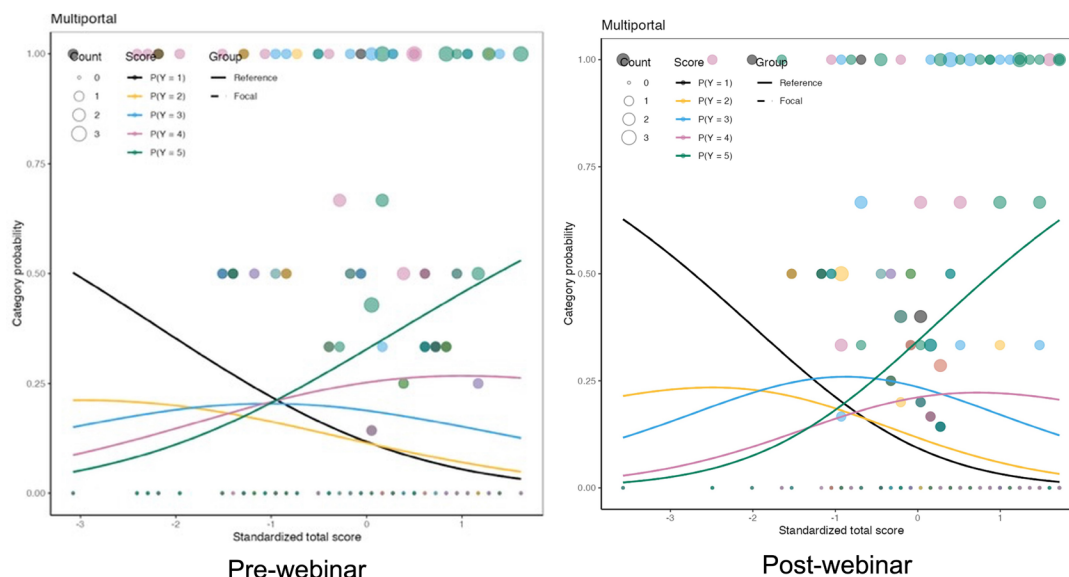 Multiportal
Count
0
1
2
3
Score
P(Y = 1)
P(Y = 2)
P(Y = 3)
P(Y = 4)
P(Y = 5)
Group
Reference
Focal
Category probability
1.00
0.75
0.50
0.25
0.00
-3
-2
-1
0
1
Standardized total score
Pre-webinar
Multiportal
Count
0
1
2
3
Score
P(Y = 1)
P(Y = 2)
P(Y = 3)
P(Y = 4)
P(Y = 5)
Group
Reference
Focal
Category probability
1.00
0.75
0.50
0.25
0.00
-3
-2
-1
0
1
Standardized total score
Post-webinar